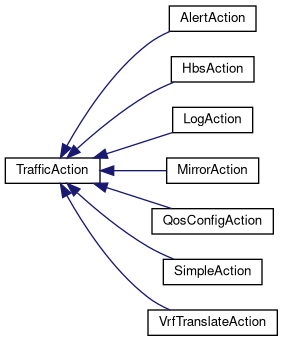 AlertAction
HbsAction
LogAction
TrafficAction
MirrorAction
QosConfigAction
SimpleAction
VrfTranslateAction